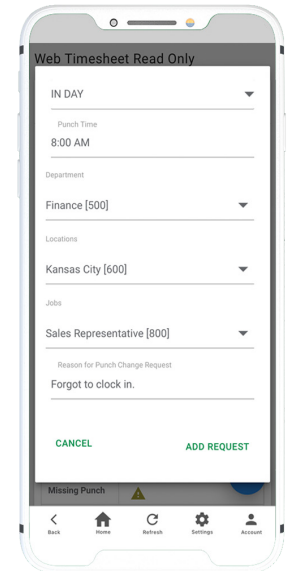 Web Timesheet Read Only
IN DAY
Punch Time
8:00 AM
Department
Finance [500]
Locations
Kansas City [600]
Jobs
Sales Representative [800]
Reason for Punch Change Request
Forgot to clock in.
CANCEL
ADD REQUEST
Missing Punch
Back Home Refresh Settings Account